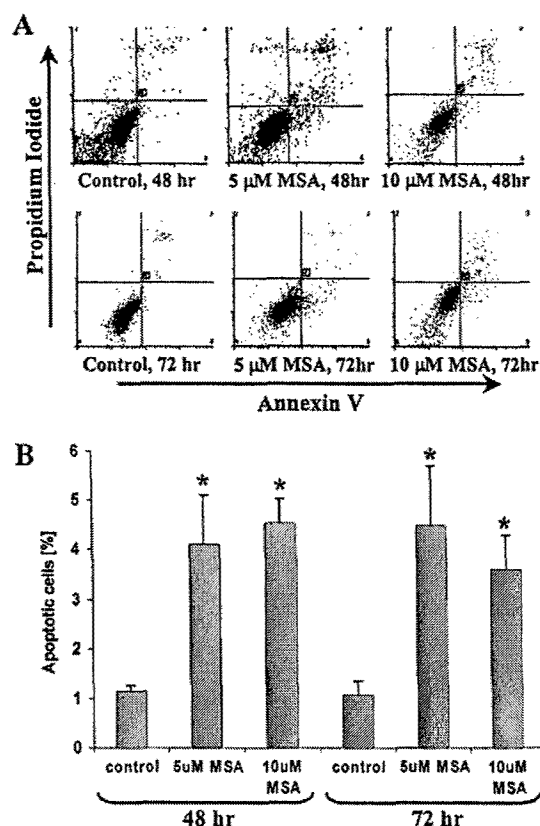 A
Propidium Iodide
Control, 48 hr
5 µM MSA, 48hr
10 µM MSA, 48hr
Control, 72 hr
5 µM MSA, 72hr
10 µM MSA, 72hr
Annexin V
B
Apoptotic cells [%]
6
5
4
3
2
1
0
*
*
*
*
control
5uM MSA
10uM MSA
control
5uM MSA
10uM MSA
48 hr
72 hr